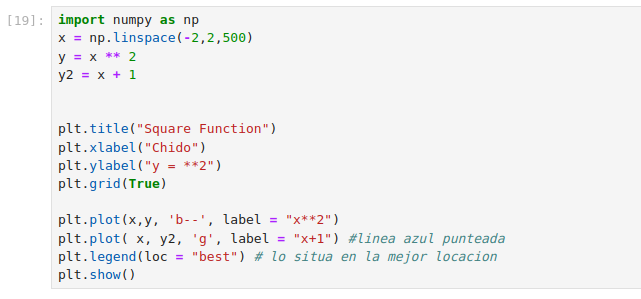 [19]: import numpy as np
x = np.linspace(-2,2,500)
y = x ** 2
y2 = x + 1
plt.title("Square Function")
plt.xlabel("Chido")
plt.ylabel("y = **2")
plt.grid(True)
plt.plot(x,y, 'b--', label = "x**2")
plt.plot( x, y2, 'g', label = "x+1") #linea azul punteada
plt.legend(loc = "best") # lo situa en la mejor locacion
plt.show()